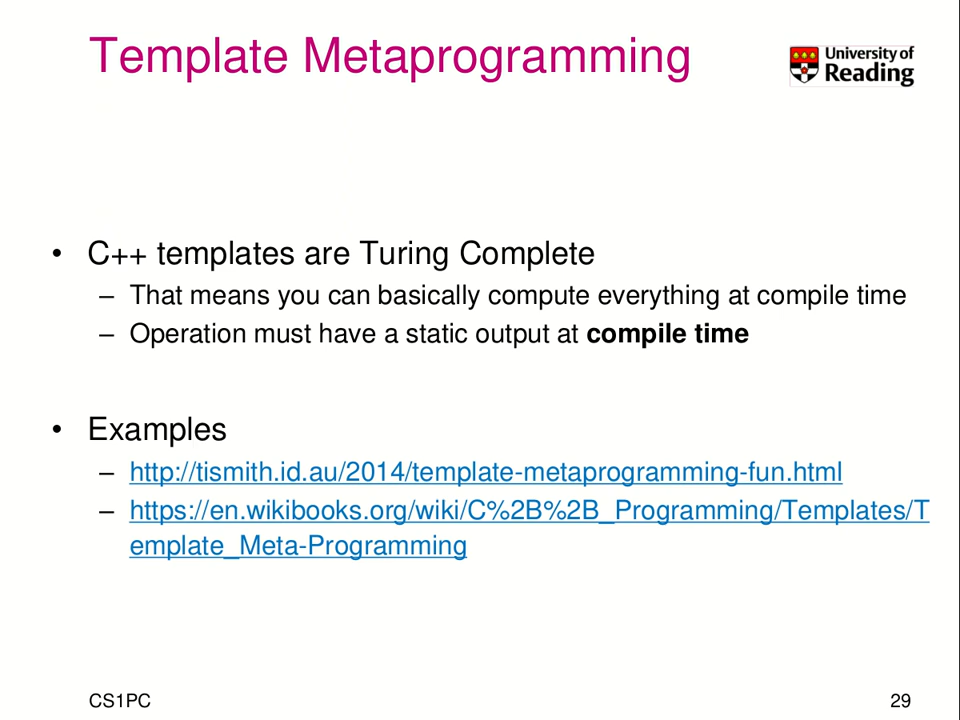 Template Metaprogramming
University of
Reading
• C++ templates are Turing Complete
– That means you can basically compute everything at compile time
– Operation must have a static output at compile time
• Examples
– http://tismith.id.au/2014/template-metaprogramming-fun.html
– https://en.wikibooks.org/wiki/C%2B%2B_Programming/Templates/T
emplate_Meta-Programming
CS1PC
29